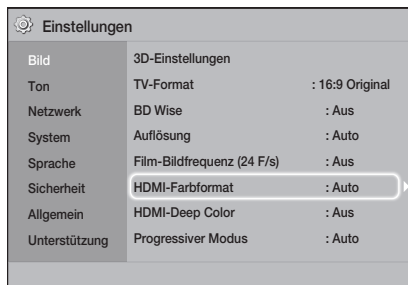 Einstellungen
Bild
Ton
Netzwerk
System
Sprache
Sicherheit
Allgemein
Unterstützung
3D-Einstellungen
TV-Format : 16:9 Original
BD Wise : Aus
Auflösung : Auto
Film-Bildfrequenz (24 F/s) : Aus
HDMI-Farbformat : Auto
HDMI-Deep Color : Aus
Progressiver Modus : Auto